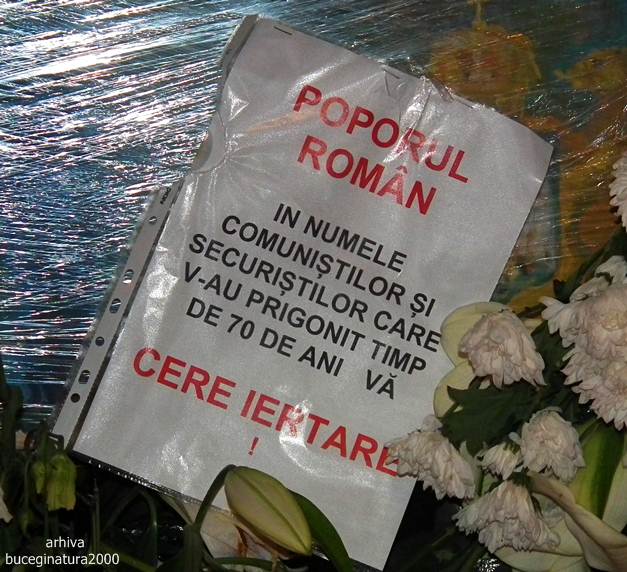 POPORUL
ROMÂN
IN NUMELE
COMUNIȘTILOR ȘI
SECURIȘTILOR CARE
V-AU PRIGONIT TIMP
DE 70 DE ANI VĂ
CERE IERTARE
!
arhiva
buceginatura2000